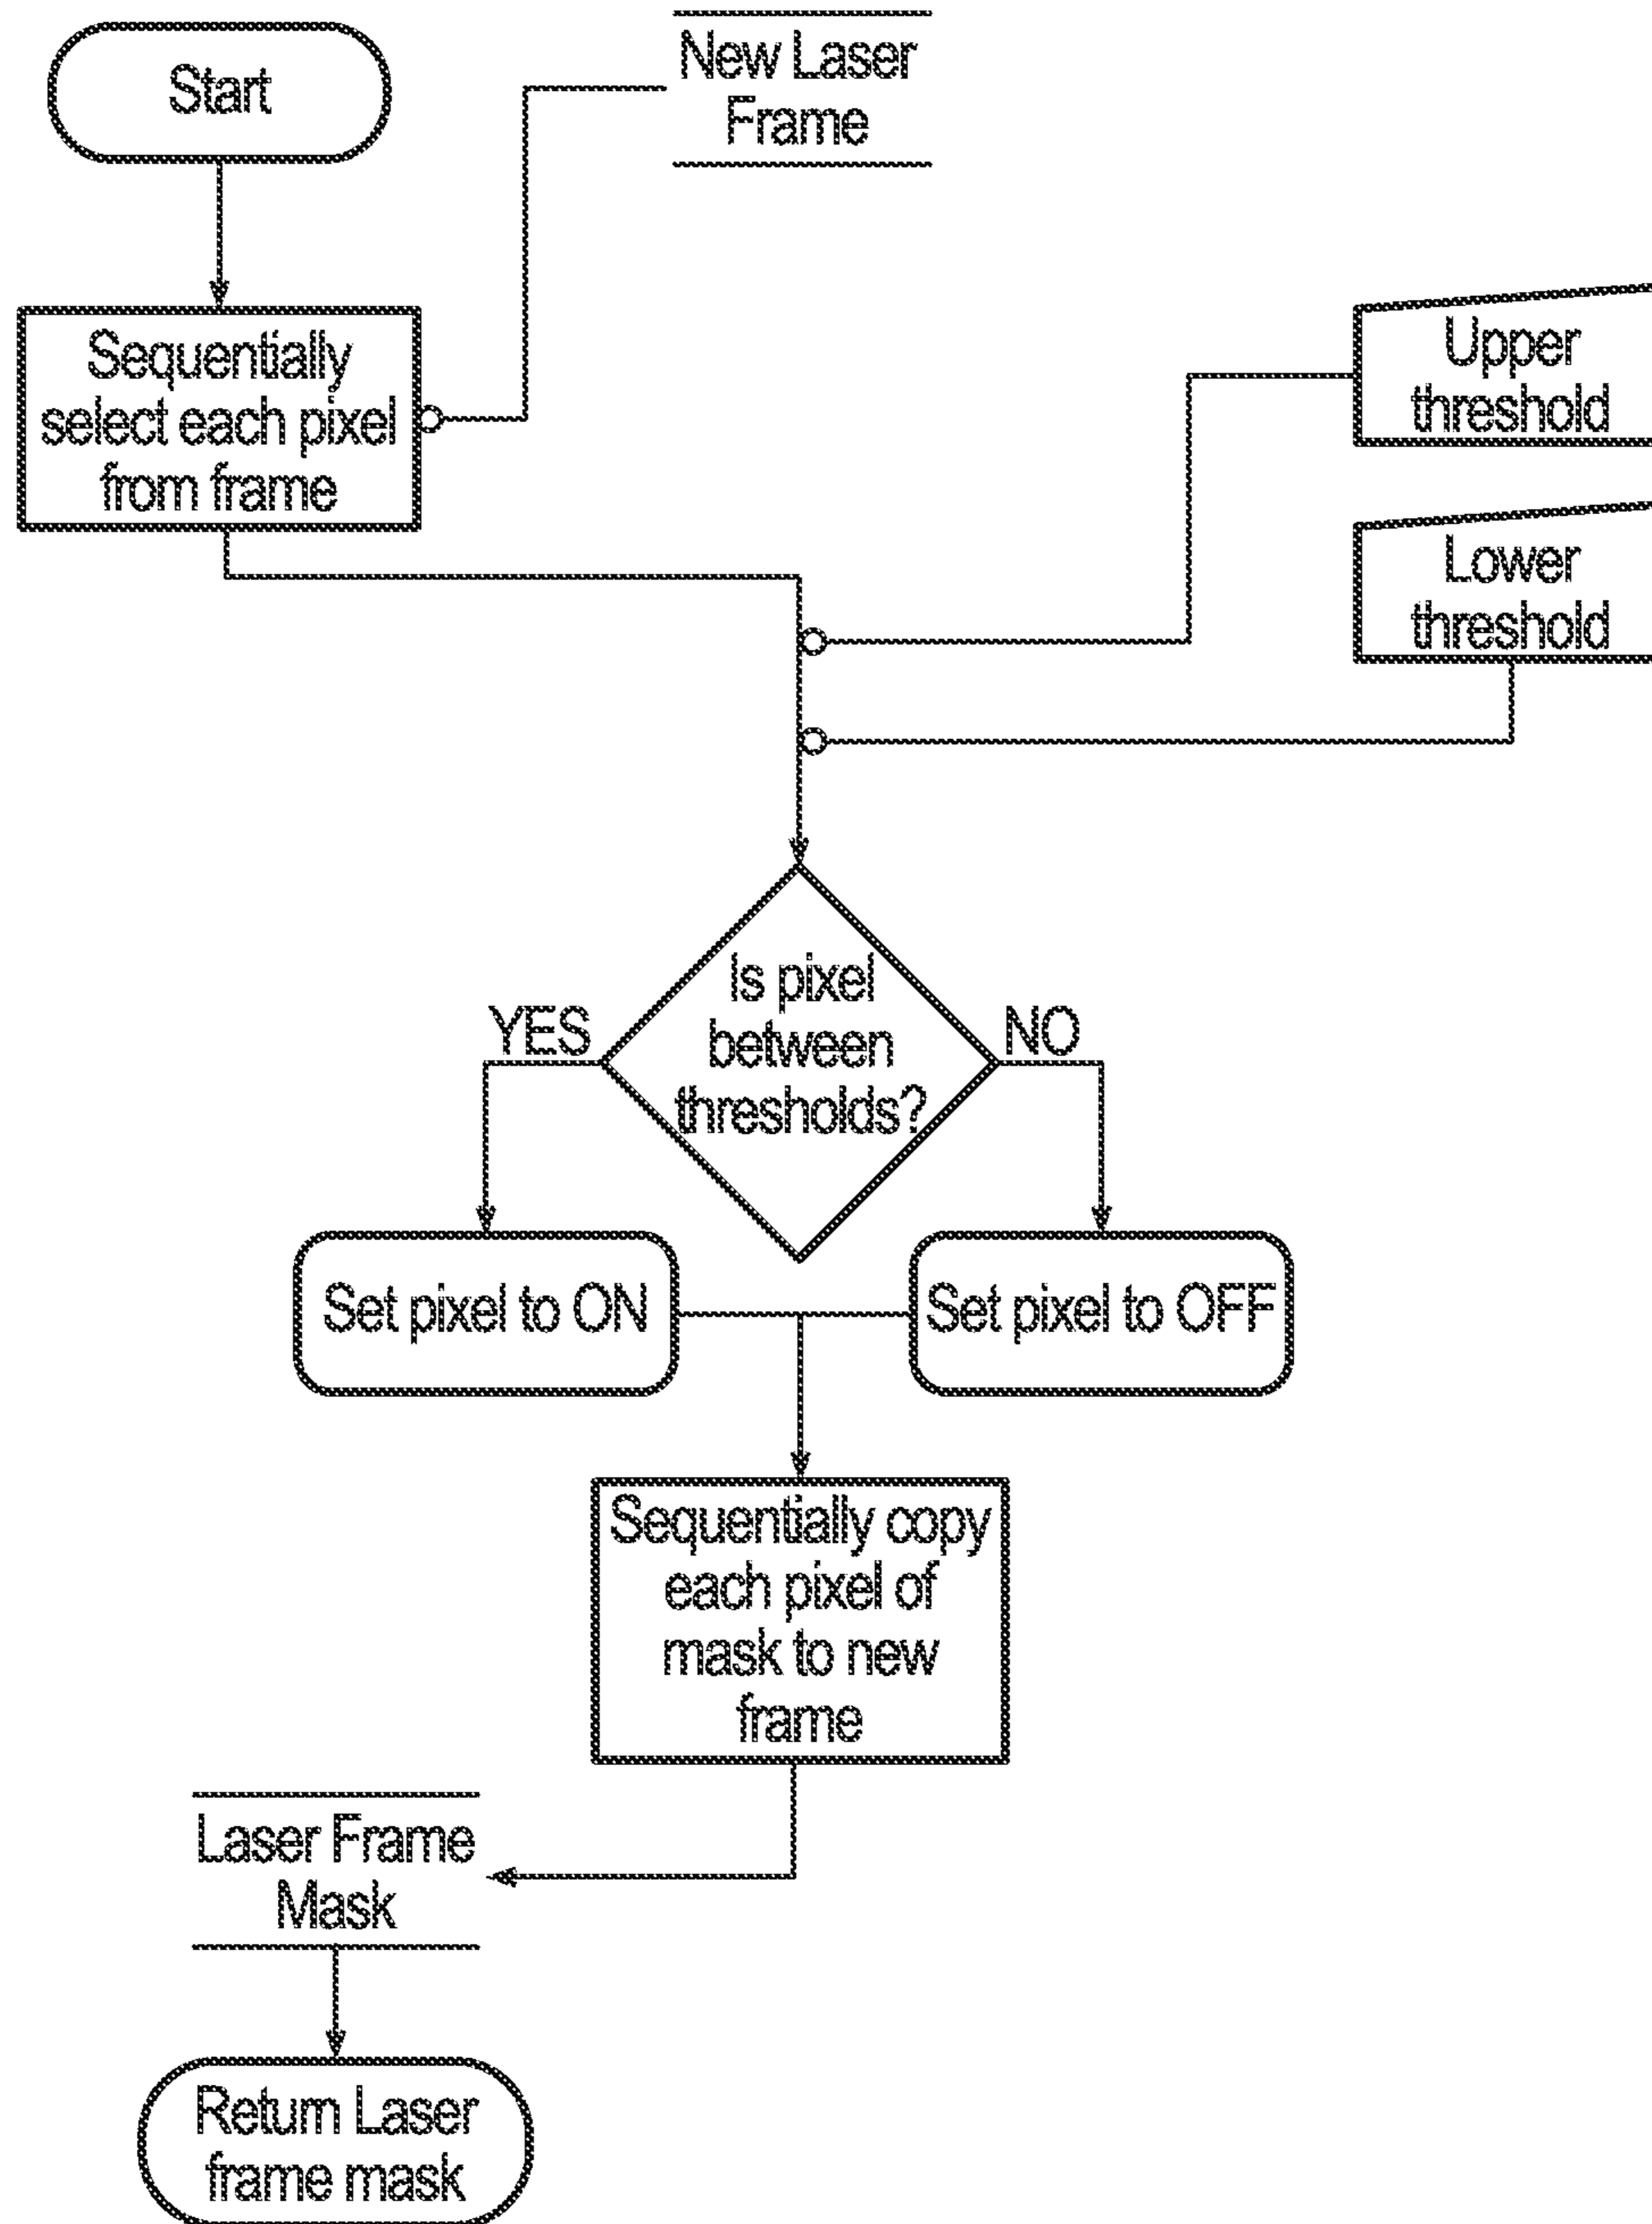 Start
New Laser
Frame
Sequentially
select each pixel
from frame
Upper
threshold
Lower
threshold
Is pixel
between
thresholds?
YES
NO
Set pixel to ON
Set pixel to OFF
Sequentially copy
each pixel of
mask to new
frame
Laser Frame
Mask
Return Laser
frame mask